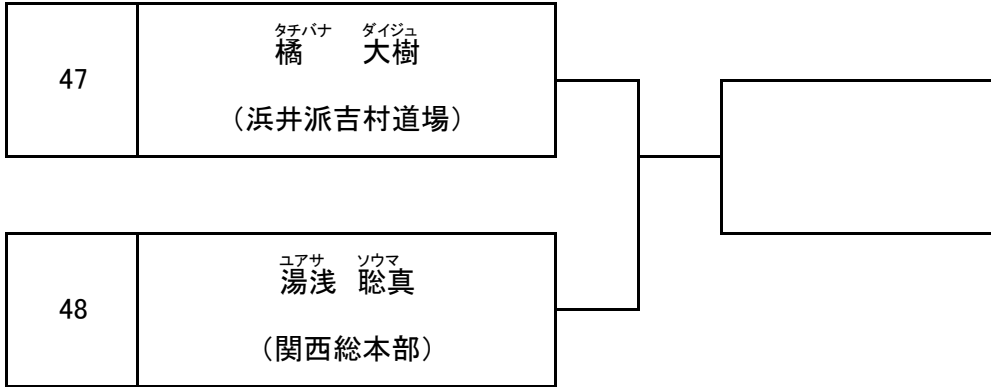 タチバナ ダイジュ
47 橘 大樹
（浜井派吉村道場）
ユアサ ソウマ
48 湯浅 聡真
（関西総本部）